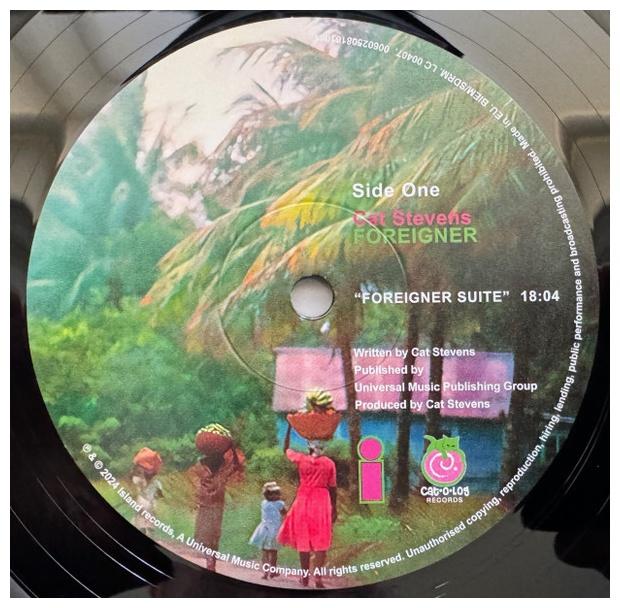 Side One
Cat Stevens
FOREIGNER
“FOREIGNER SUITE” 18:04
Written by Cat Stevens
Published by
Universal Music Publishing Group
Produced by Cat Stevens
i
CAT-O-LOG
RECORDS
℗ & © 2024 Island records, A Universal Music Company. All rights reserved. Unauthorised copying, reproduction, hiring, lending, public performance and broadcasting prohibited. Made in EU. BIEM/SDRM. LC 00407.